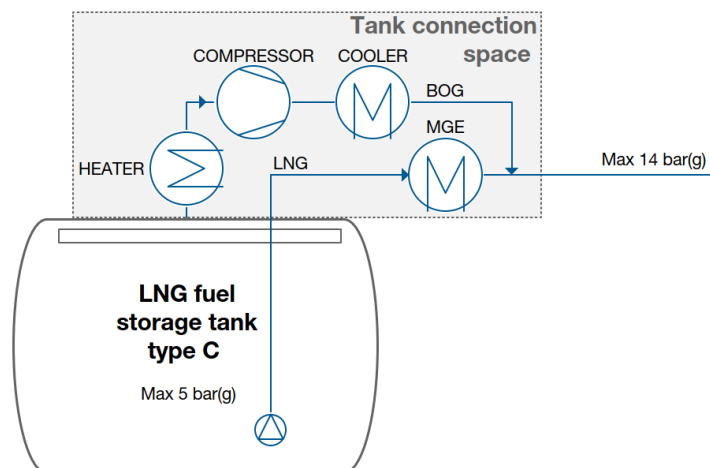 Tank connection
space
COMPRESSOR
COOLER
BOG
MGE
HEATER
LNG
Max 14 bar(g)
LNG fuel
storage tank
type C
Max 5 bar(g)